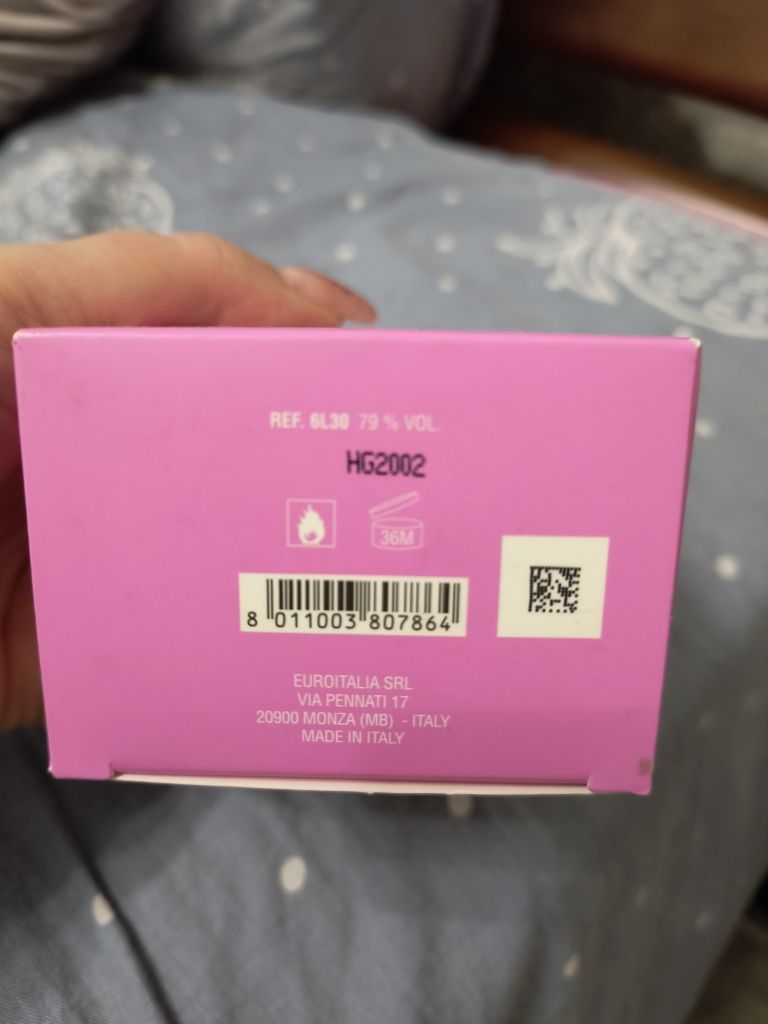 REF. 6L30 79 % VOL.
HG2002
36M
8 011003 807864
EUROITALIA SRL
VIA PENNATI 17
20900 MONZA (MB) - ITALY
MADE IN ITALY